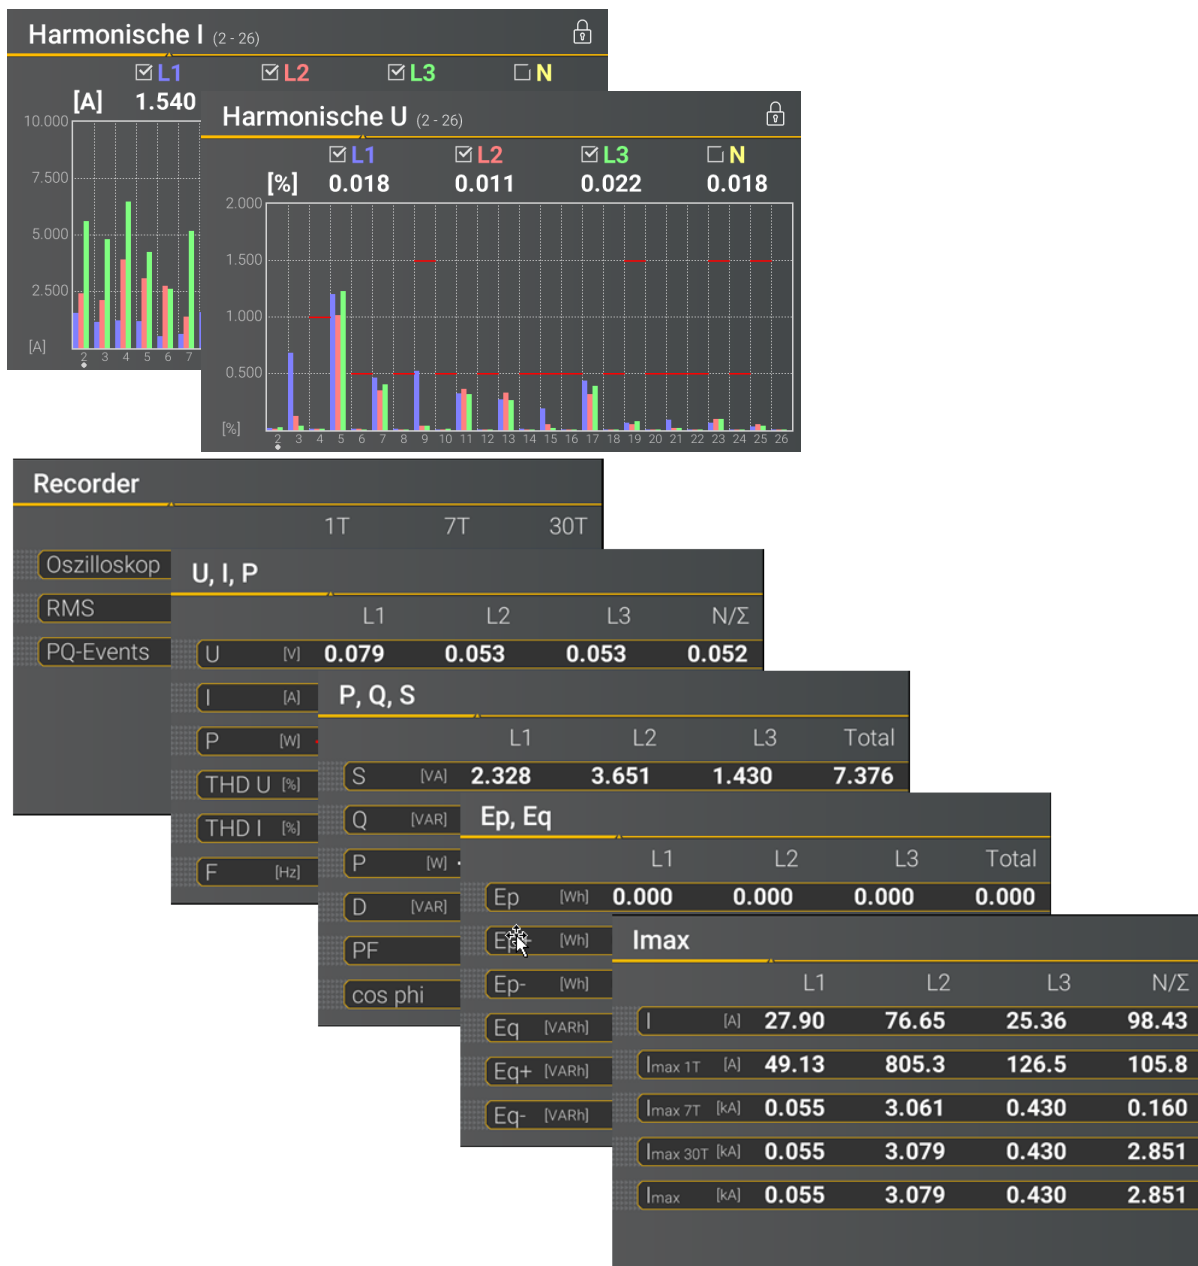 Harmonische I (2 - 26)
L1 L2 L3 N
[A] 1.540
10.000
7.500
5.000
2.500
[A]
2 3 4 5 6 7
Harmonische U (2 - 26)
L1 L2 L3 N
[%] 0.018 0.011 0.022 0.018
2.000
1.500
1.000
0.500
[%]
2 3 4 5 6 7 8 9 10 11 12 13 14 15 16 17 18 19 20 21 22 23 24 25 26
Recorder
1T 7T 30T
Oszilloskop
RMS
PQ-Events
U, I, P
L1 L2 L3 N/Σ
U [V] 0.079 0.053 0.053 0.052
I [A]
P [W]
THD U [%]
THD I [%]
F [Hz]
P, Q, S
L1 L2 L3 Total
S [VA] 2.328 3.651 1.430 7.376
Q [VAR]
P [W]
D [VAR]
PF
cos phi
Ep, Eq
L1 L2 L3 Total
Ep [Wh] 0.000 0.000 0.000 0.000
Ep+ [Wh]
Ep- [Wh]
Eq [VARh]
Eq+ [VARh]
Eq- [VARh]
Imax
L1 L2 L3 N/Σ
I [A] 27.90 76.65 25.36 98.43
Imax 1T [A] 49.13 805.3 126.5 105.8
Imax 7T [kA] 0.055 3.061 0.430 0.160
Imax 30T [kA] 0.055 3.079 0.430 2.851
Imax [kA] 0.055 3.079 0.430 2.851